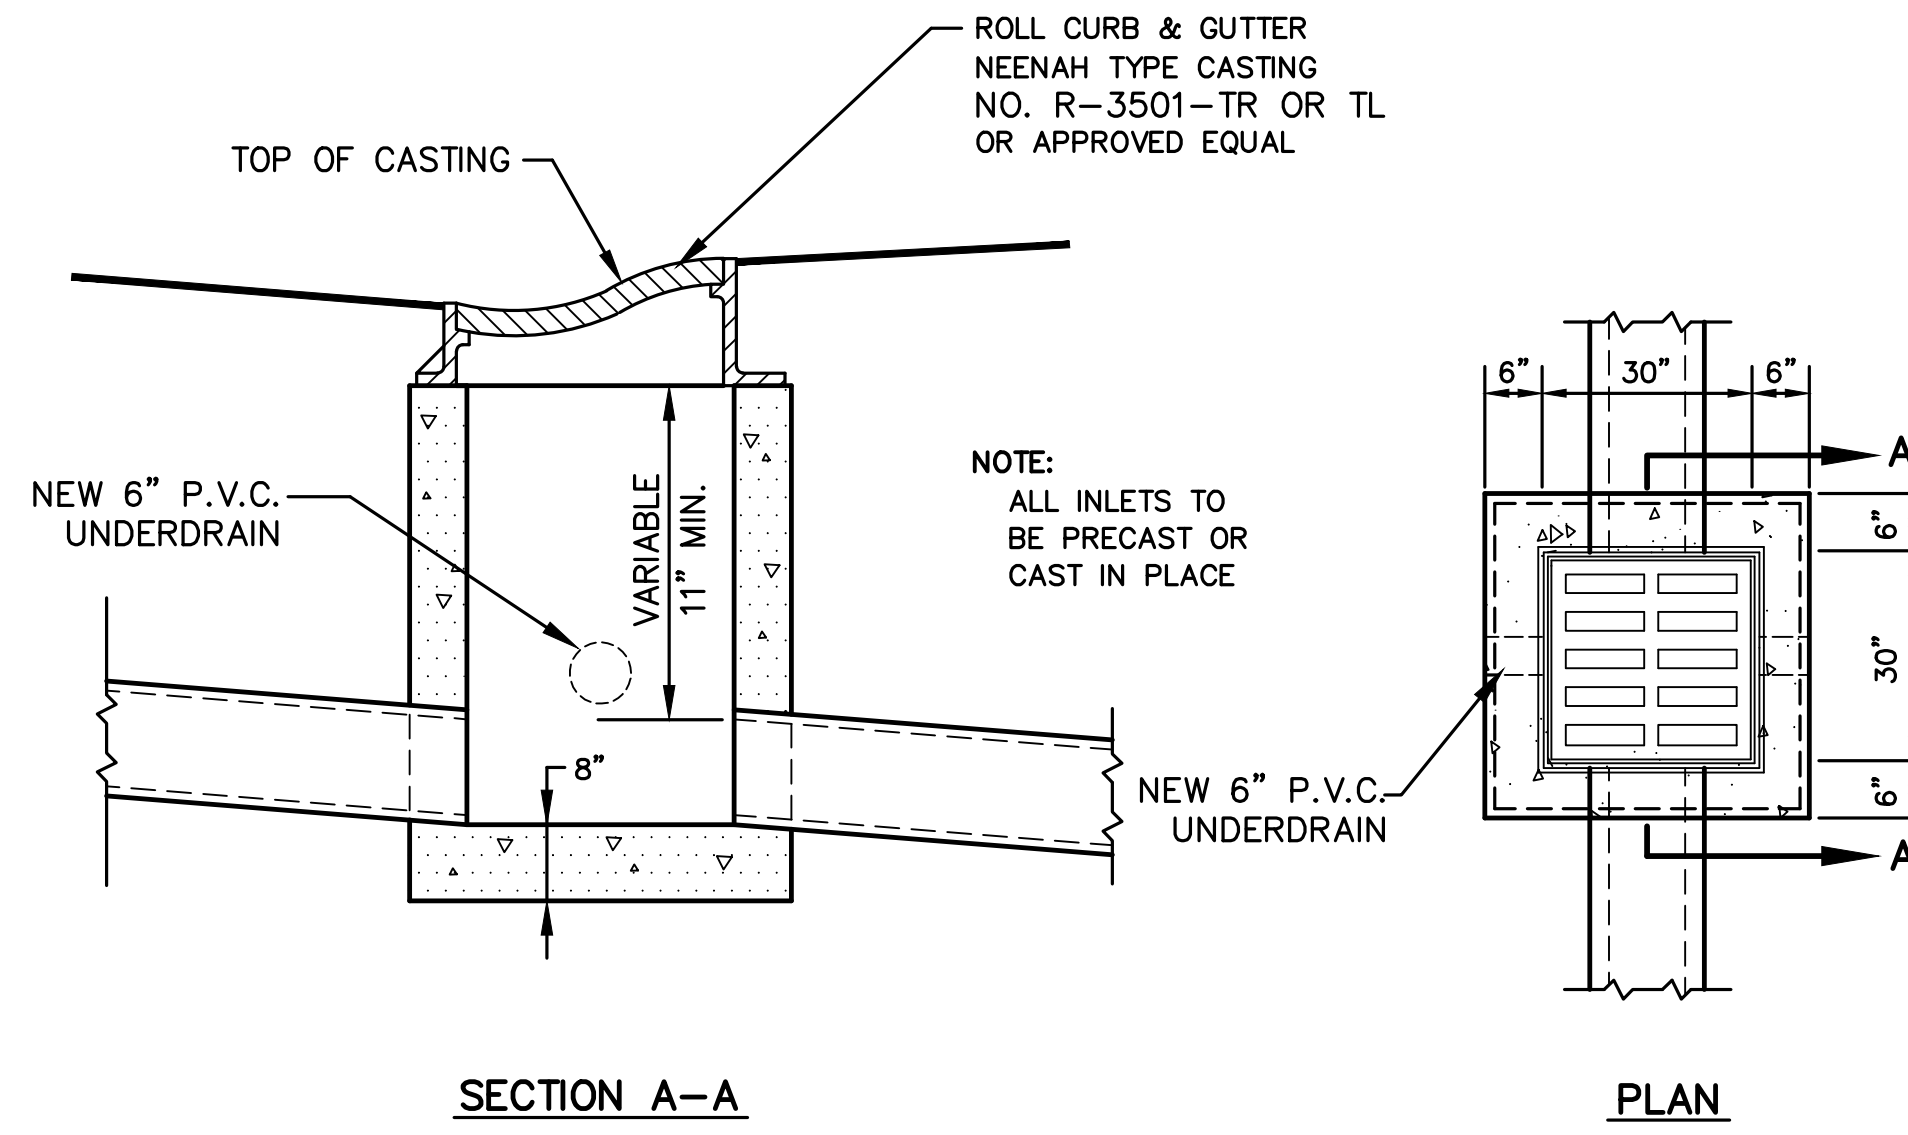 ROLL CURB & GUTTER
NEENAH TYPE CASTING
NO. R-3501-TR OR TL
OR APPROVED EQUAL
TOP OF CASTING
NEW 6" P.V.C.
UNDERDRAIN
VARIABLE
11" MIN.
8"
NOTE:
ALL INLETS TO
BE PRECAST OR
CAST IN PLACE
6" 30" 6"
A
6"
30"
6"
A
NEW 6" P.V.C.
UNDERDRAIN
SECTION A-A
PLAN